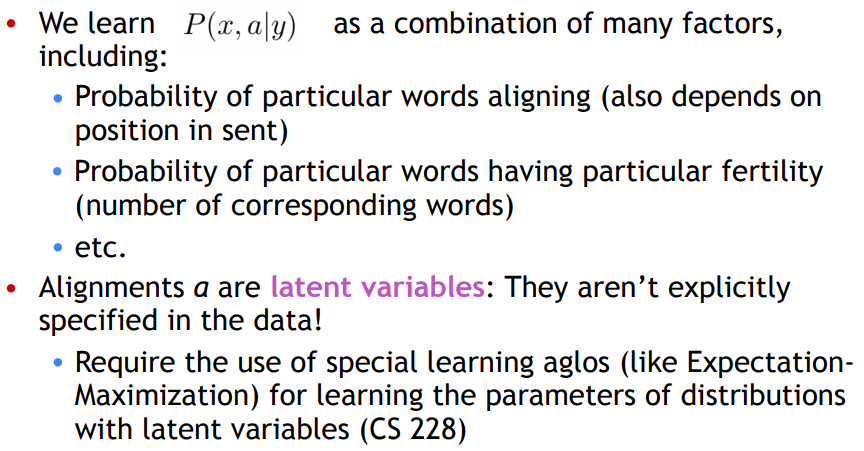 • We learn P(x, a|y) as a combination of many factors,
including:
• Probability of particular words aligning (also depends on
position in sent)
• Probability of particular words having particular fertility
(number of corresponding words)
• etc.
• Alignments a are latent variables: They aren’t explicitly
specified in the data!
• Require the use of special learning aglos (like Expectation-
Maximization) for learning the parameters of distributions
with latent variables (CS 228)